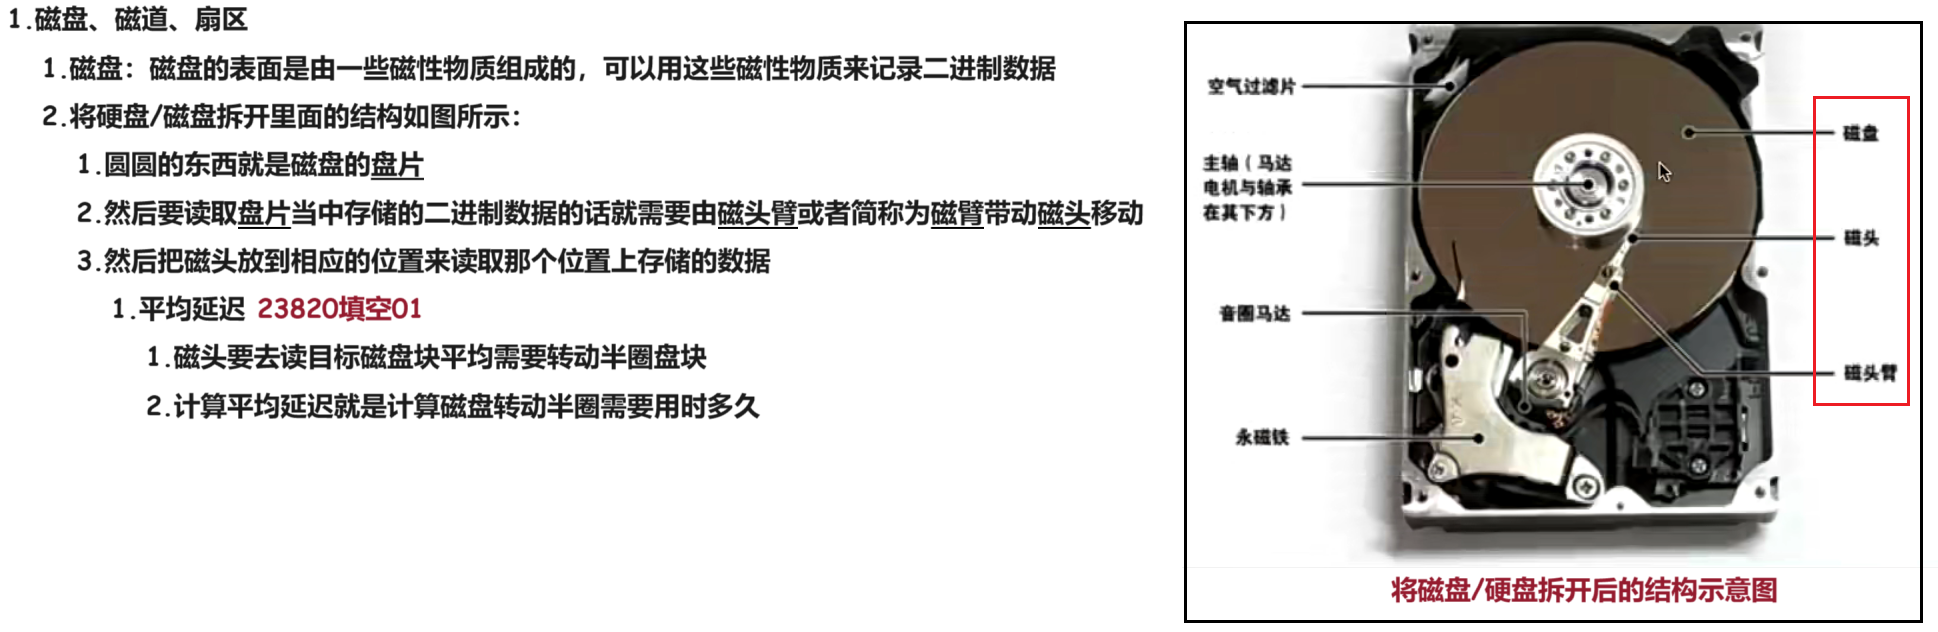 1.磁盘、磁道、扇区
1.磁盘：磁盘的表面是由一些磁性物质组成的，可以用这些磁性物质来记录二进制数据
2.将硬盘/磁盘拆开里面的结构如图所示：
1.圆圆的东西就是磁盘的盘片
2.然后要读取盘片当中存储的二进制数据的话就需要由磁头臂或者简称为磁臂带动磁头移动
3.然后把磁头放到相应的位置来读取那个位置上存储的数据
1.平均延迟 23820填空01
1.磁头要去读目标磁盘块平均需要转动半圈盘块
2.计算平均延迟就是计算磁盘转动半圈需要用时多久
空气过滤片
主轴（马达
电机与轴承
在其下方）
音圈马达
永磁铁
磁盘
磁头
磁头臂
将磁盘/硬盘拆开后的结构示意图